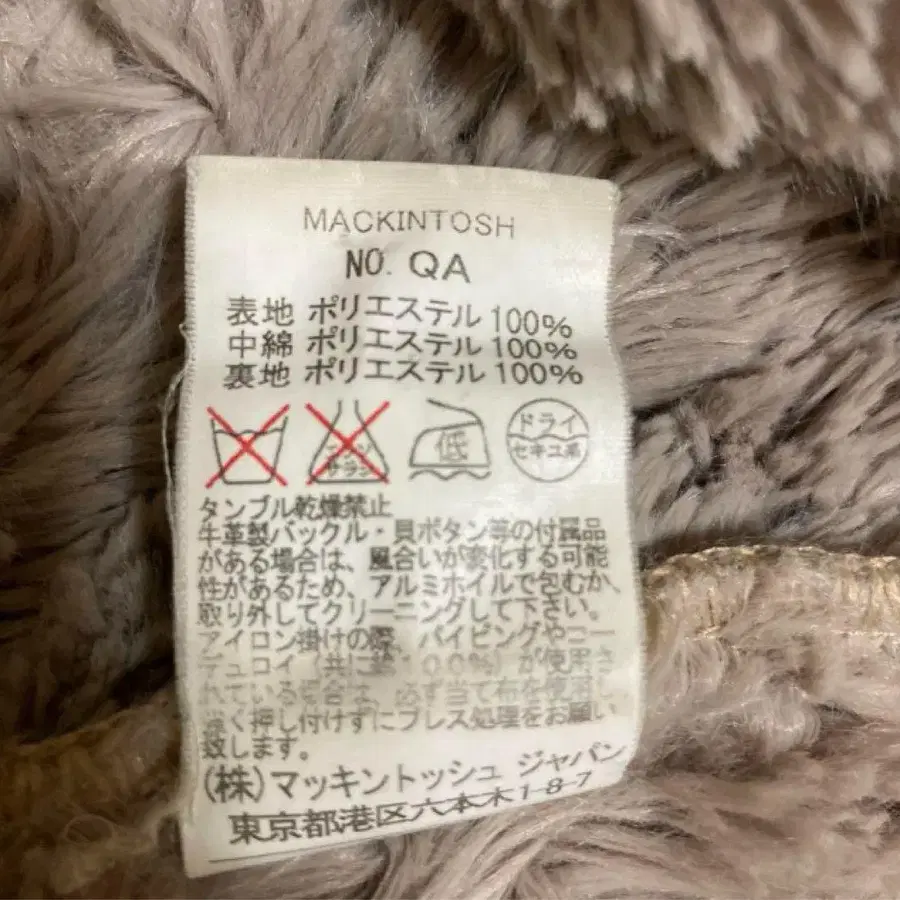 MACKINTOSH
NO. QA
表地 ポリエステル 100%
中綿 ポリエステル 100%
裏地 ポリエステル 100%
低 ドライ
セキユ系
タンブル乾燥禁止
牛革製バックル・貝ボタン等の付属品
がある場合は、風合いが変化する可能
性があるため、アルミホイルで包むか、
取り外してクリーニングして下さい。
アイロン掛けの際、パイピングやコー
デュロイ(共に綿100%)が使用さ
れている場合は、必ず当て布を使用し
強く押し付けずにプレス処理をお願い
致します。
(株)マッキントッシュ ジャパン
東京都港区六本木1-8-7